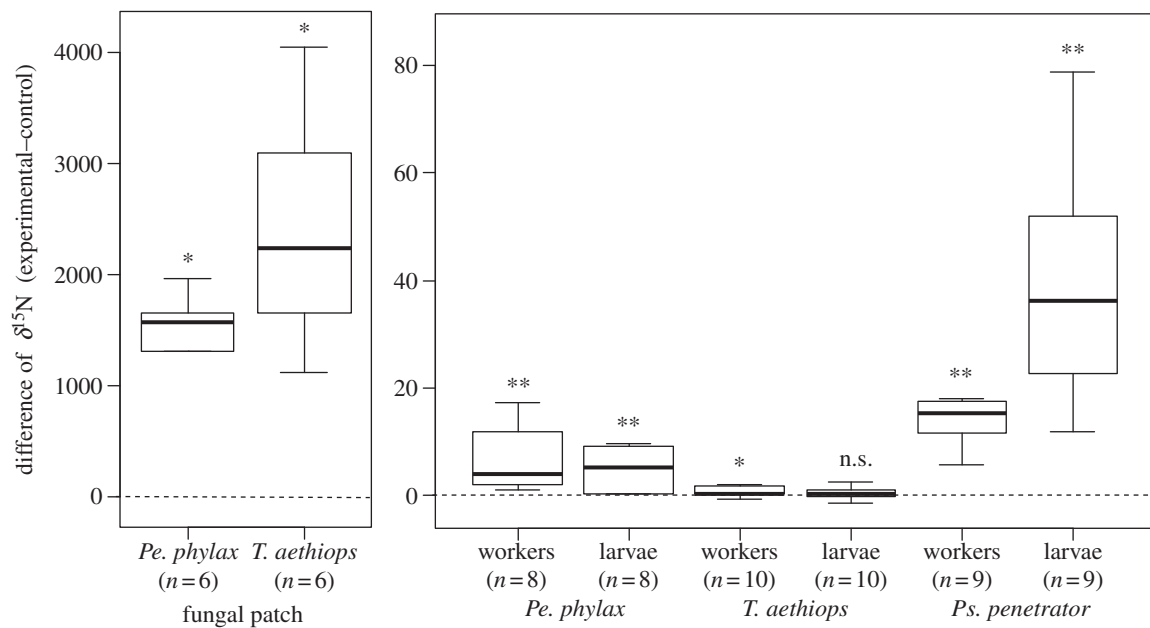 difference of δ¹⁵N (experimental–control)
4000
3000
2000
1000
0
*
*
Pe. phylax T. aethiops
(n=6) (n=6)
fungal patch
80
60
40
20
0
**
**
*
n.s.
**
**
workers larvae workers larvae workers larvae
(n=8) (n=8) (n=10) (n=10) (n=9) (n=9)
Pe. phylax T. aethiops Ps. penetrator